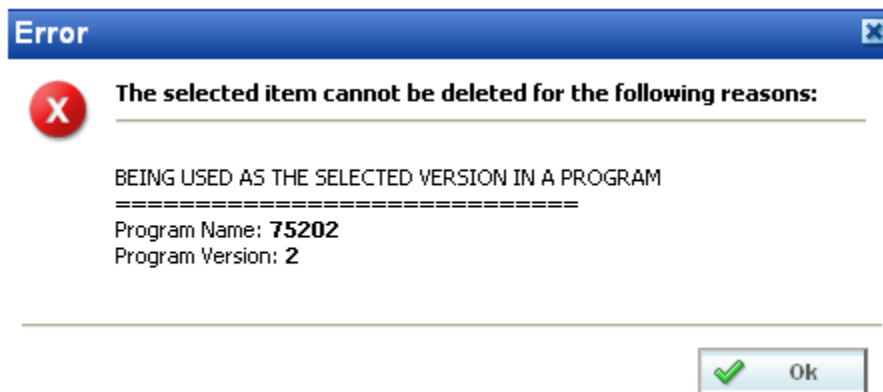 Error
The selected item cannot be deleted for the following reasons:
BEING USED AS THE SELECTED VERSION IN A PROGRAM
=============================
Program Name: 75202
Program Version: 2
Ok